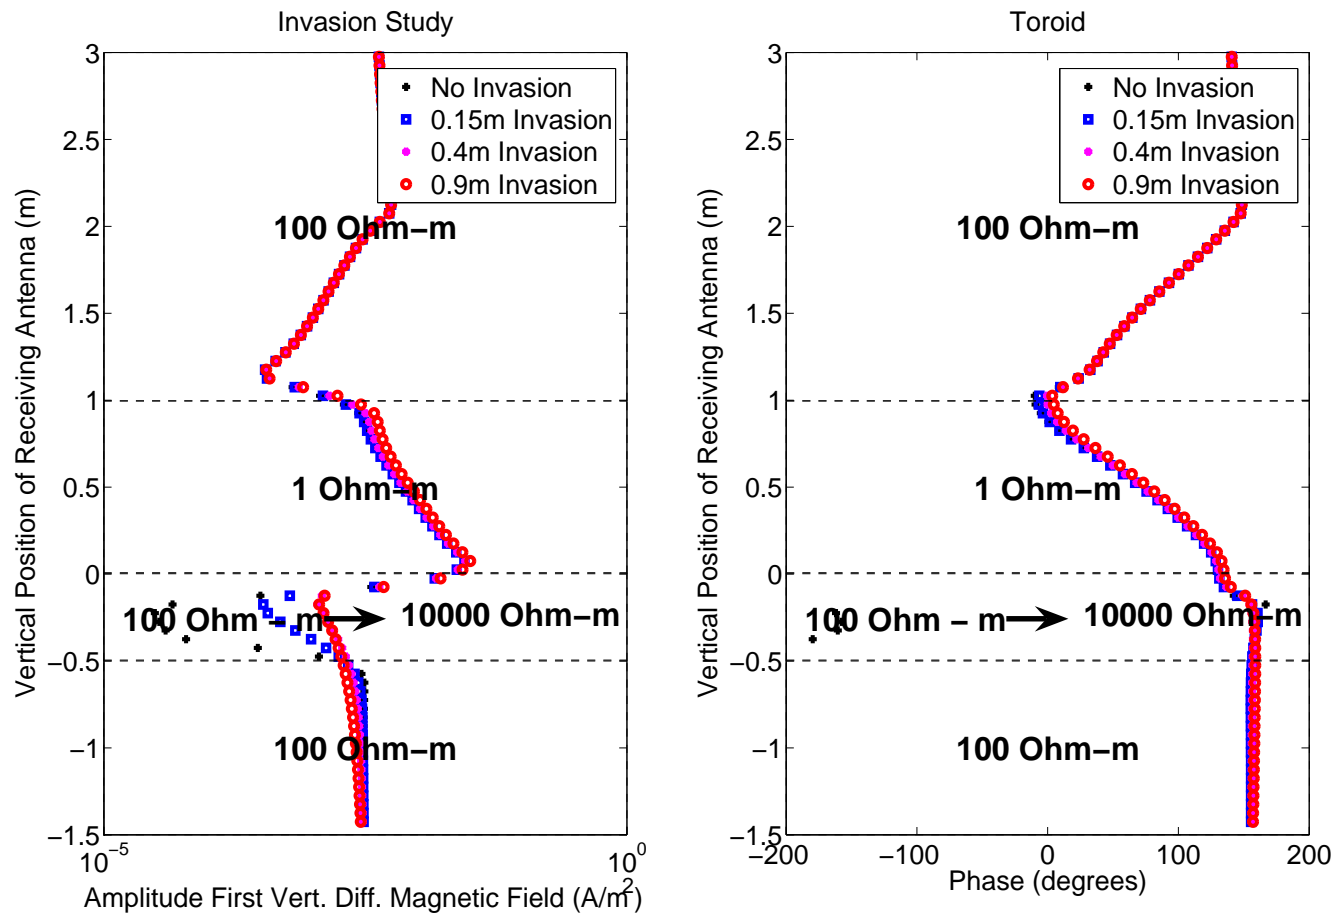 Invasion Study
3
2.5
2
1.5
1
0.5
0
−0.5
−1
−1.5
Vertical Position of Receiving Antenna (m)
No Invasion
0.15m Invasion
0.4m Invasion
0.9m Invasion
100 Ohm−m
1 Ohm−m
100 Ohm − m
10000 Ohm−m
100 Ohm−m
10−5
100
Amplitude First Vert. Diff. Magnetic Field (A/m2)
Toroid
3
2.5
2
1.5
1
0.5
0
−0.5
−1
−1.5
Vertical Position of Receiving Antenna (m)
No Invasion
0.15m Invasion
0.4m Invasion
0.9m Invasion
100 Ohm−m
1 Ohm−m
100 Ohm − m
10000 Ohm−m
100 Ohm−m
−200 −100 0 100 200
Phase (degrees)